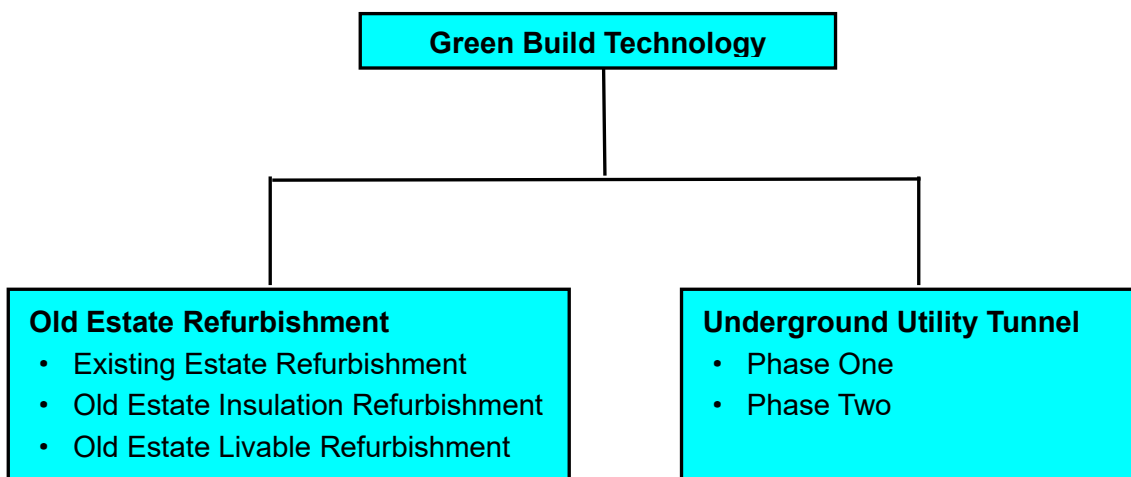 Green Build Technology
Old Estate Refurbishment
• Existing Estate Refurbishment
• Old Estate Insulation Refurbishment
• Old Estate Livable Refurbishment
Underground Utility Tunnel
• Phase One
• Phase Two